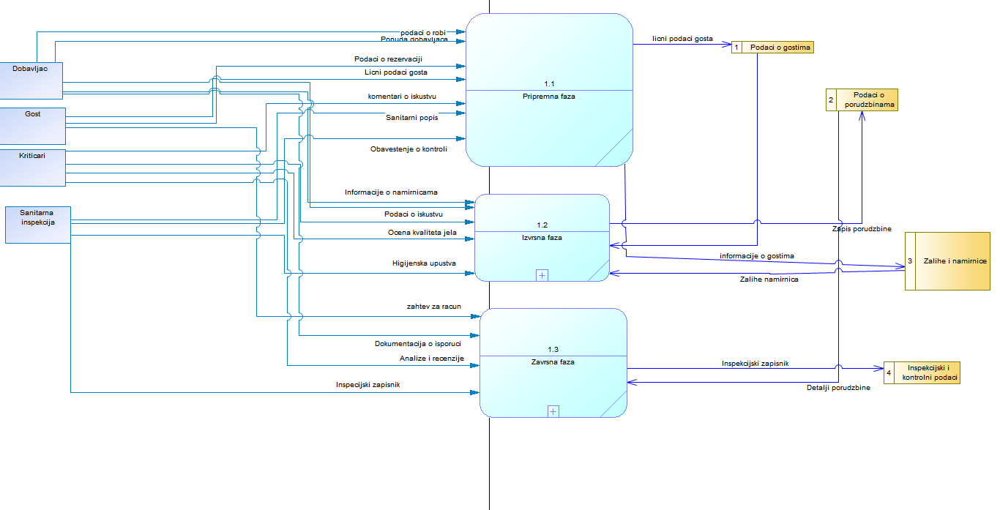 podaci o robi
Ponuda dobavljaca
Dobavljac
Podaci o rezervaciji
Licni podaci gosta
komentari o iskustvu
Sanitarni popis
Obavestenje o kontroli
Gost
Kriticari
Sanitarna
inspekcija
1.1
Pripremna faza
licni podaci gosta
1
Podaci o gostima
2
Podaci o
porudzbinama
Informacije o namirnicama
Podaci o iskustvu
Ocena kvaliteta jela
Higijenska upustva
1.2
Izvrsna faza
Zapis porudzbine
informacije o gostima
Zalihe namirnica
3
Zalihe i namirnice
zahtev za racun
Dokumentacija o isporuci
Analize i recenzije
Inspecijski zapisnik
1.3
Zavrsna faza
Inspekcijski zapisnik
Detalji porudzbine
4
Inspekcijski i
kontrolni podaci